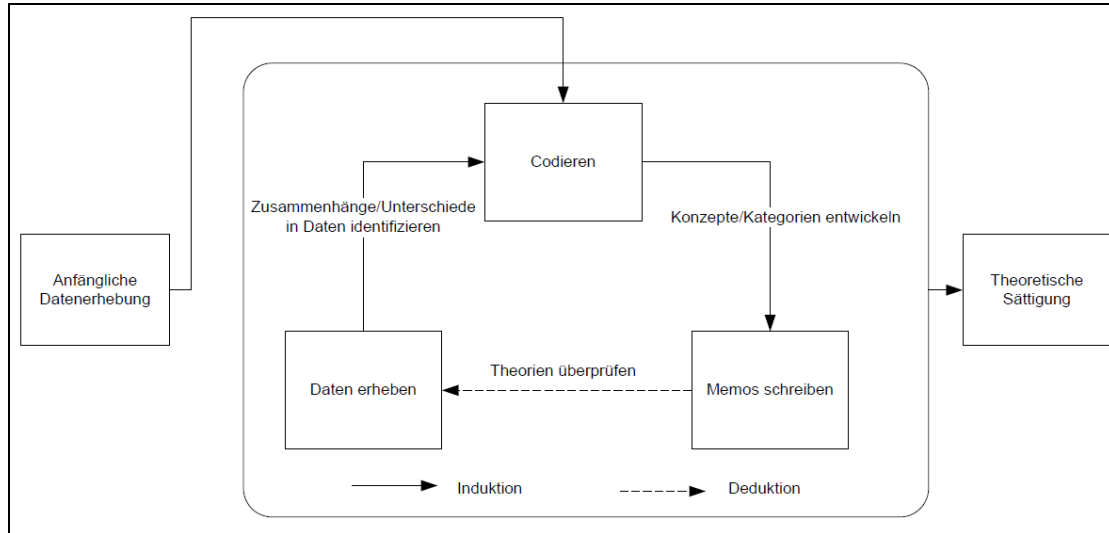 Codieren
Zusammenhänge/Unterschiede
in Daten identifizieren
Konzepte/Kategorien entwickeln
Anfängliche
Datenerhebung
Theoretische
Sättigung
Theorien überprüfen
Daten erheben
Memos schreiben
Induktion
Deduktion